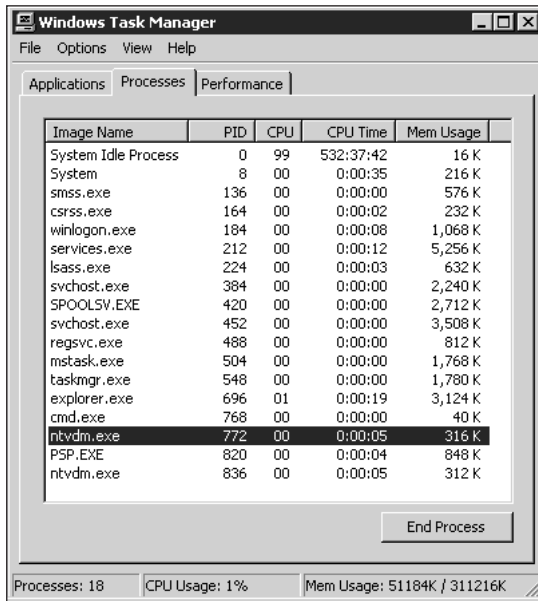 Windows Task Manager
File Options View Help
Applications Processes Performance
Image Name PID CPU CPU Time Mem Usage
System Idle Process 0 99 532:37:42 16 K
System 8 00 0:00:35 216 K
smss.exe 136 00 0:00:00 576 K
csrss.exe 164 00 0:00:02 232 K
winlogon.exe 184 00 0:00:08 1,068 K
services.exe 212 00 0:00:12 5,256 K
lsass.exe 224 00 0:00:03 632 K
svchost.exe 384 00 0:00:00 2,240 K
SPOOLSV.EXE 420 00 0:00:00 2,712 K
svchost.exe 452 00 0:00:00 3,508 K
regsvc.exe 488 00 0:00:00 812 K
mstask.exe 504 00 0:00:00 1,768 K
taskmgr.exe 548 00 0:00:00 1,780 K
explorer.exe 696 01 0:00:19 3,124 K
cmd.exe 768 00 0:00:00 40 K
ntvdm.exe 772 00 0:00:05 316 K
PSP.EXE 820 00 0:00:04 848 K
ntvdm.exe 836 00 0:00:05 312 K
End Process
Processes: 18 CPU Usage: 1% Mem Usage: 51184K / 311216K